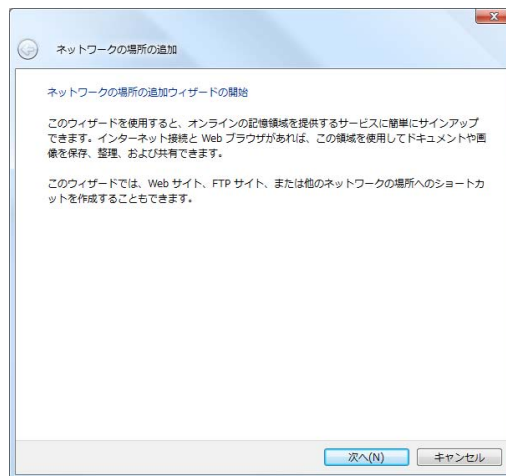 ネットワークの場所の追加
ネットワークの場所の追加ウィザードの開始
このウィザードを使用すると、オンラインの記憶領域を提供するサービスに簡単にサインアップ
できます。インターネット接続と Web ブラウザがあれば、この領域を使用してドキュメントや画
像を保存、整理、および共有できます。
このウィザードでは、Web サイト、FTP サイト、または他のネットワークの場所へのショートカ
ットを作成することもできます。
次へ(N) キャンセル